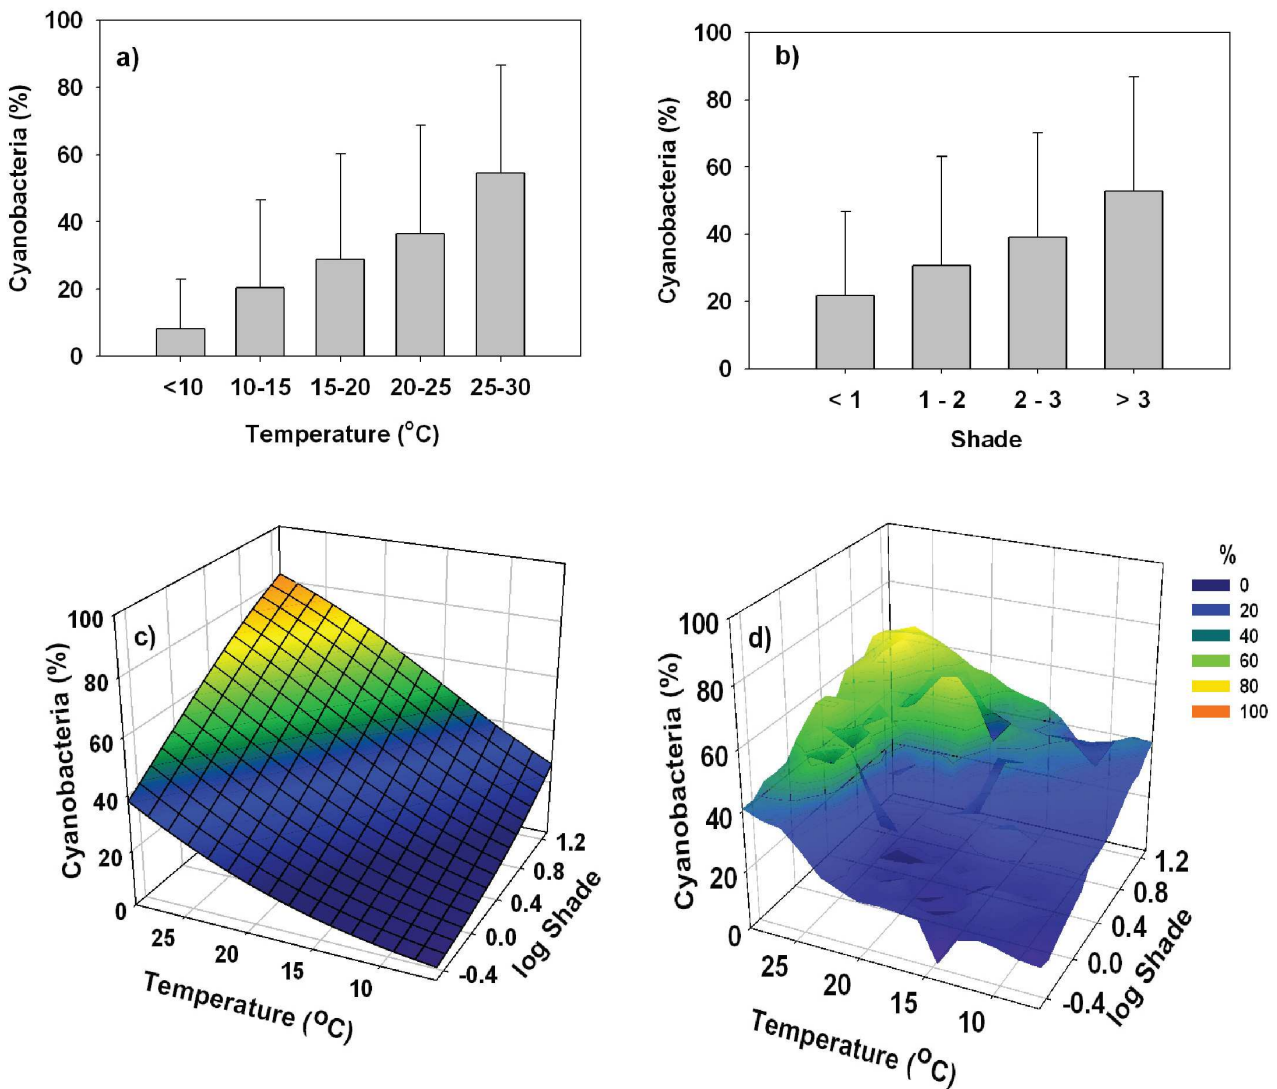 a)
Cyanobacteria (%)
100
80
60
40
20
0
<10 10-15 15-20 20-25 25-30
Temperature (°C)
b)
Cyanobacteria (%)
100
80
60
40
20
0
< 1 1 - 2 2 - 3 > 3
Shade
c)
Cyanobacteria (%)
100
80
60
40
20
0
25 20 15 10
Temperature (°C)
-0.4 0.0 0.4 0.8 1.2
log Shade
d)
Cyanobacteria (%)
100
80
60
40
20
0
25 20 15 10
Temperature (°C)
-0.4 0.0 0.4 0.8 1.2
log Shade
%
0
20
40
60
80
100